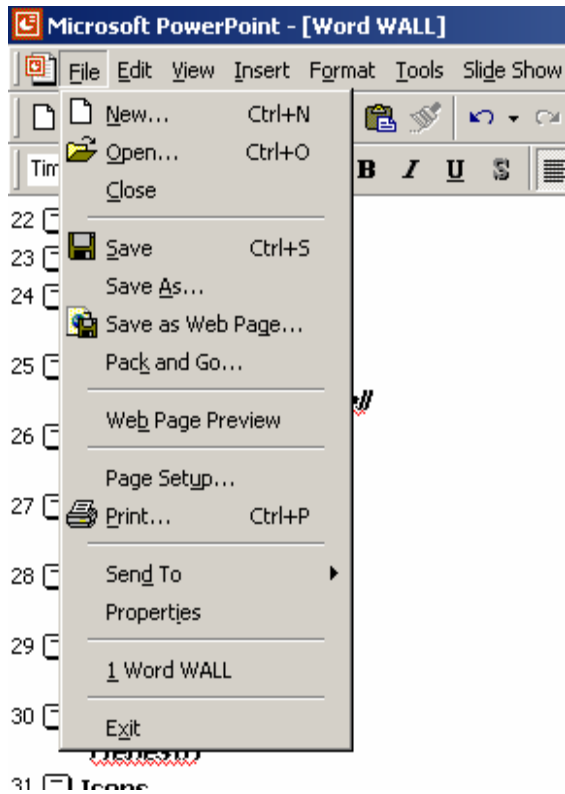 Microsoft PowerPoint - [Word WALL]
File Edit View Insert Format Tools Slide Show
New... Ctrl+N
Open... Ctrl+O
B I U S
Close
22
Save Ctrl+S
23
Save As...
24
Save as Web Page...
Pack and Go...
25
Web Page Preview
26
Page Setup...
27
Print... Ctrl+P
28
Send To
Properties
29
1 Word WALL
30
Exit
31 Icons